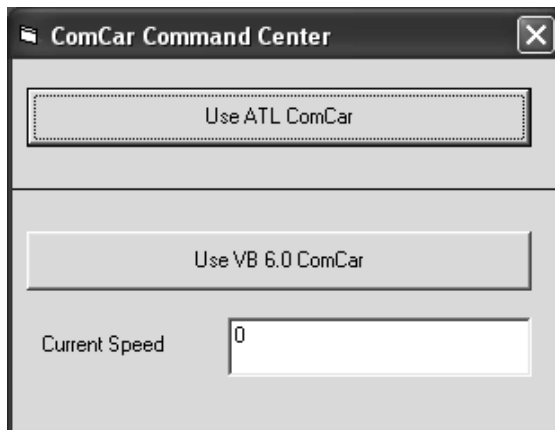 ComCar Command Center
Use ATL ComCar
Use VB 6.0 ComCar
Current Speed
0